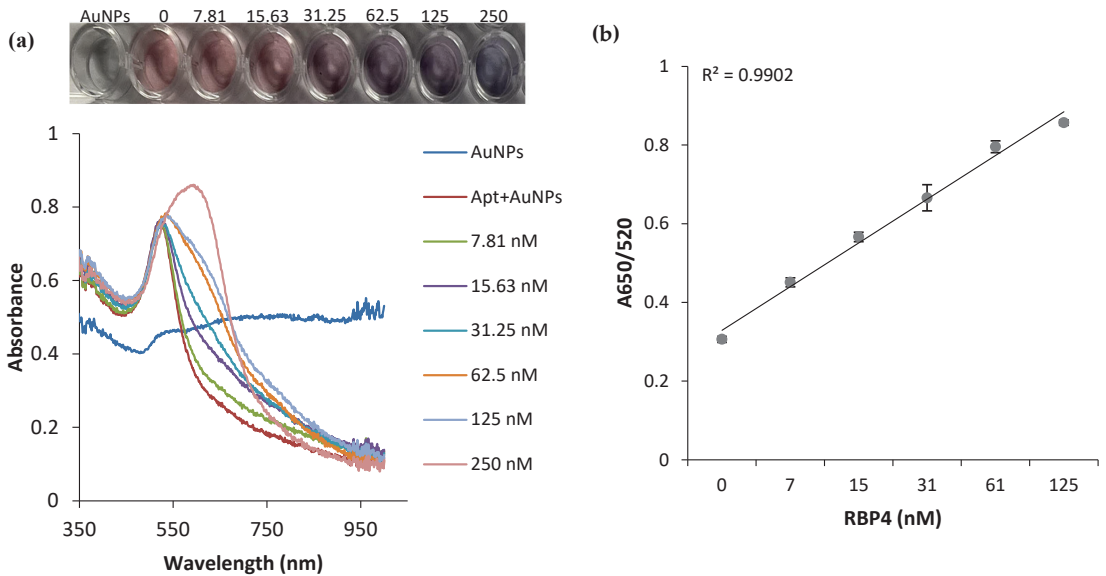 (a)
AuNPs 0 7.81 15.63 31.25 62.5 125 250
1
0.8
0.6
0.4
0.2
0
350 550 750 950
Absorbance
Wavelength (nm)
AuNPs
Apt+AuNPs
7.81 nM
15.63 nM
31.25 nM
62.5 nM
125 nM
250 nM
(b)
R² = 0.9902
1
0.8
0.6
0.4
0.2
0
0 7 15 31 61 125
A650/520
RBP4 (nM)